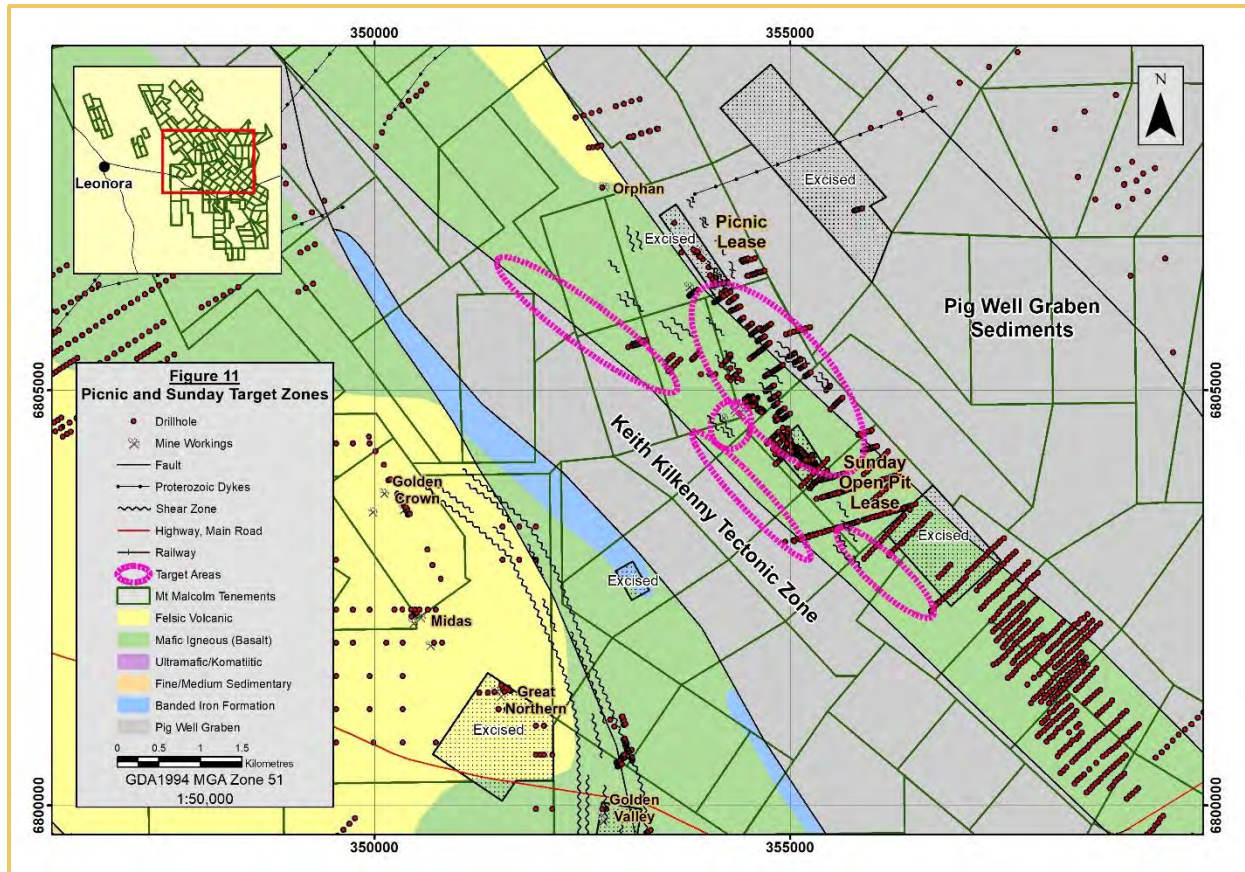 350000
355000
N
Leonora
Orphan
Excised
Picnic
Lease
Excised
Pig Well Graben
Sediments
6805000
6805000
Figure 11
Picnic and Sunday Target Zones
Drillhole
Mine Workings
Fault
Proterozoic Dykes
Shear Zone
Highway, Main Road
Railway
Target Areas
Mt Malcolm Tenements
Felsic Volcanic
Mafic Igneous (Basalt)
Ultramafic/Komatiitic
Fine/Medium Sedimentary
Banded Iron Formation
Pig Well Graben
0 0.5 1 1.5
Kilometres
GDA1994 MGA Zone 51
1:50,000
Keith Kilkenny Tectonic Zone
Sunday
Open Pit
Lease
Excised
Golden
Crown
Excised
Midas
Great
Northern
Excised
Golden
Valley
6800000
6800000
350000
355000